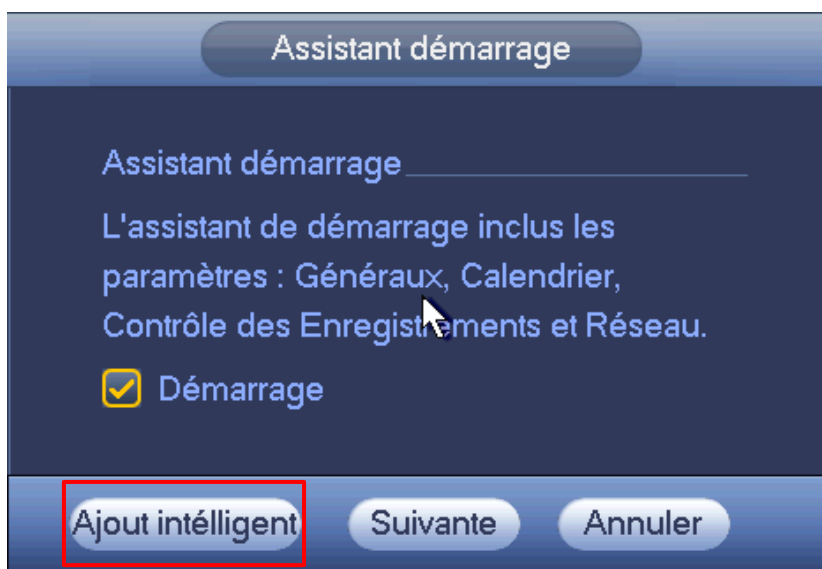 Assistant démarrage
Assistant démarrage
L'assistant de démarrage inclus les
paramètres : Généraux, Calendrier,
Contrôle des Enregistrements et Réseau.
Démarrage
Ajout intélligent
Suivante
Annuler